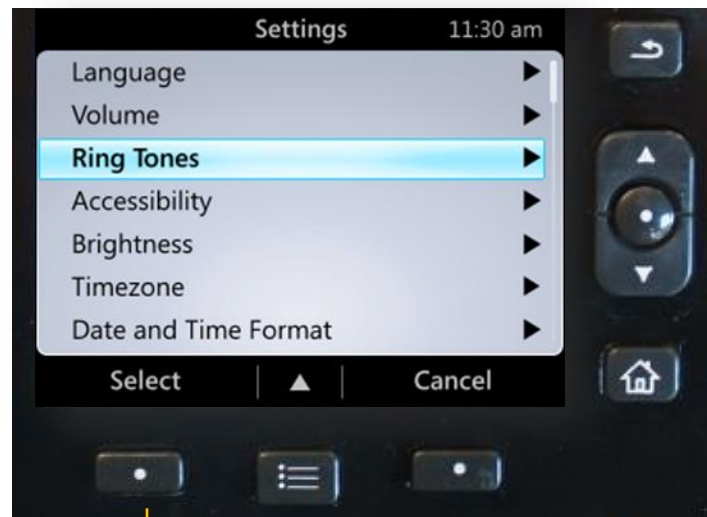 Settings 11:30 am
Language
Volume
Ring Tones
Accessibility
Brightness
Timezone
Date and Time Format
Select Cancel